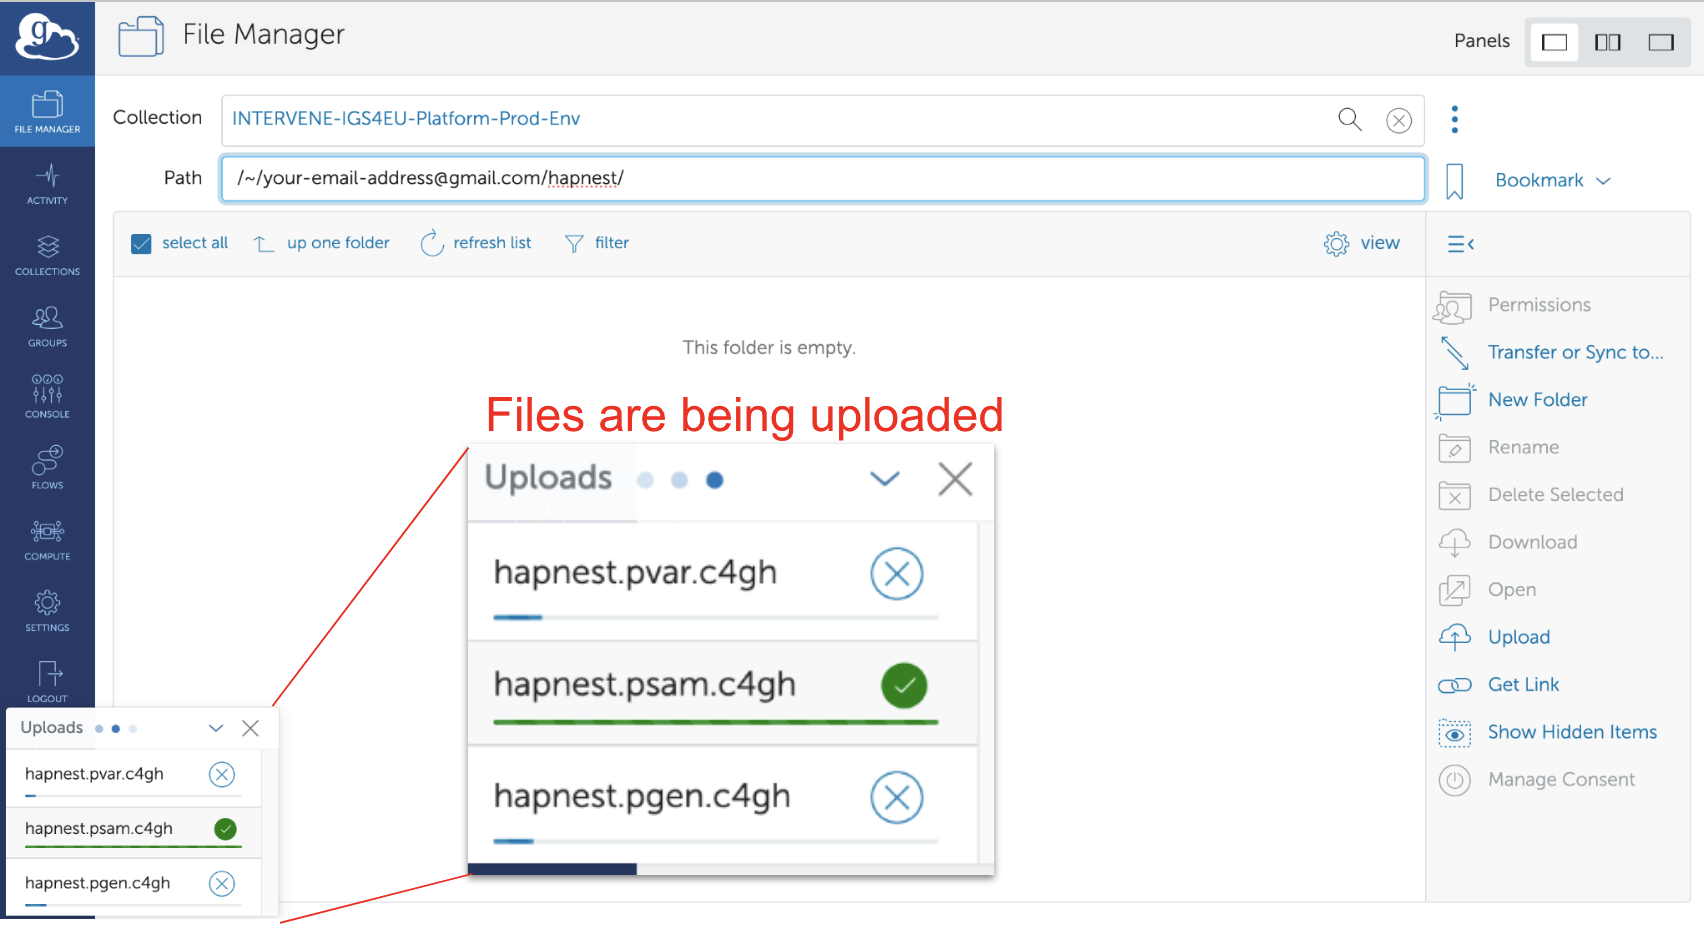 g
File Manager
Panels
FILE MANAGER
ACTIVITY
COLLECTIONS
GROUPS
CONSOLE
FLOWS
COMPUTE
SETTINGS
LOGOUT
Collection
INTERVENE-IGS4EU-Platform-Prod-Env
Path
/~/your-email-address@gmail.com/hapnest/
Bookmark
select all
up one folder
refresh list
filter
view
This folder is empty.
Files are being uploaded
Uploads
hapnest.pvar.c4gh
hapnest.psam.c4gh
hapnest.pgen.c4gh
Permissions
Transfer or Sync to...
New Folder
Rename
Delete Selected
Download
Open
Upload
Get Link
Show Hidden Items
Manage Consent
Uploads
hapnest.pvar.c4gh
hapnest.psam.c4gh
hapnest.pgen.c4gh